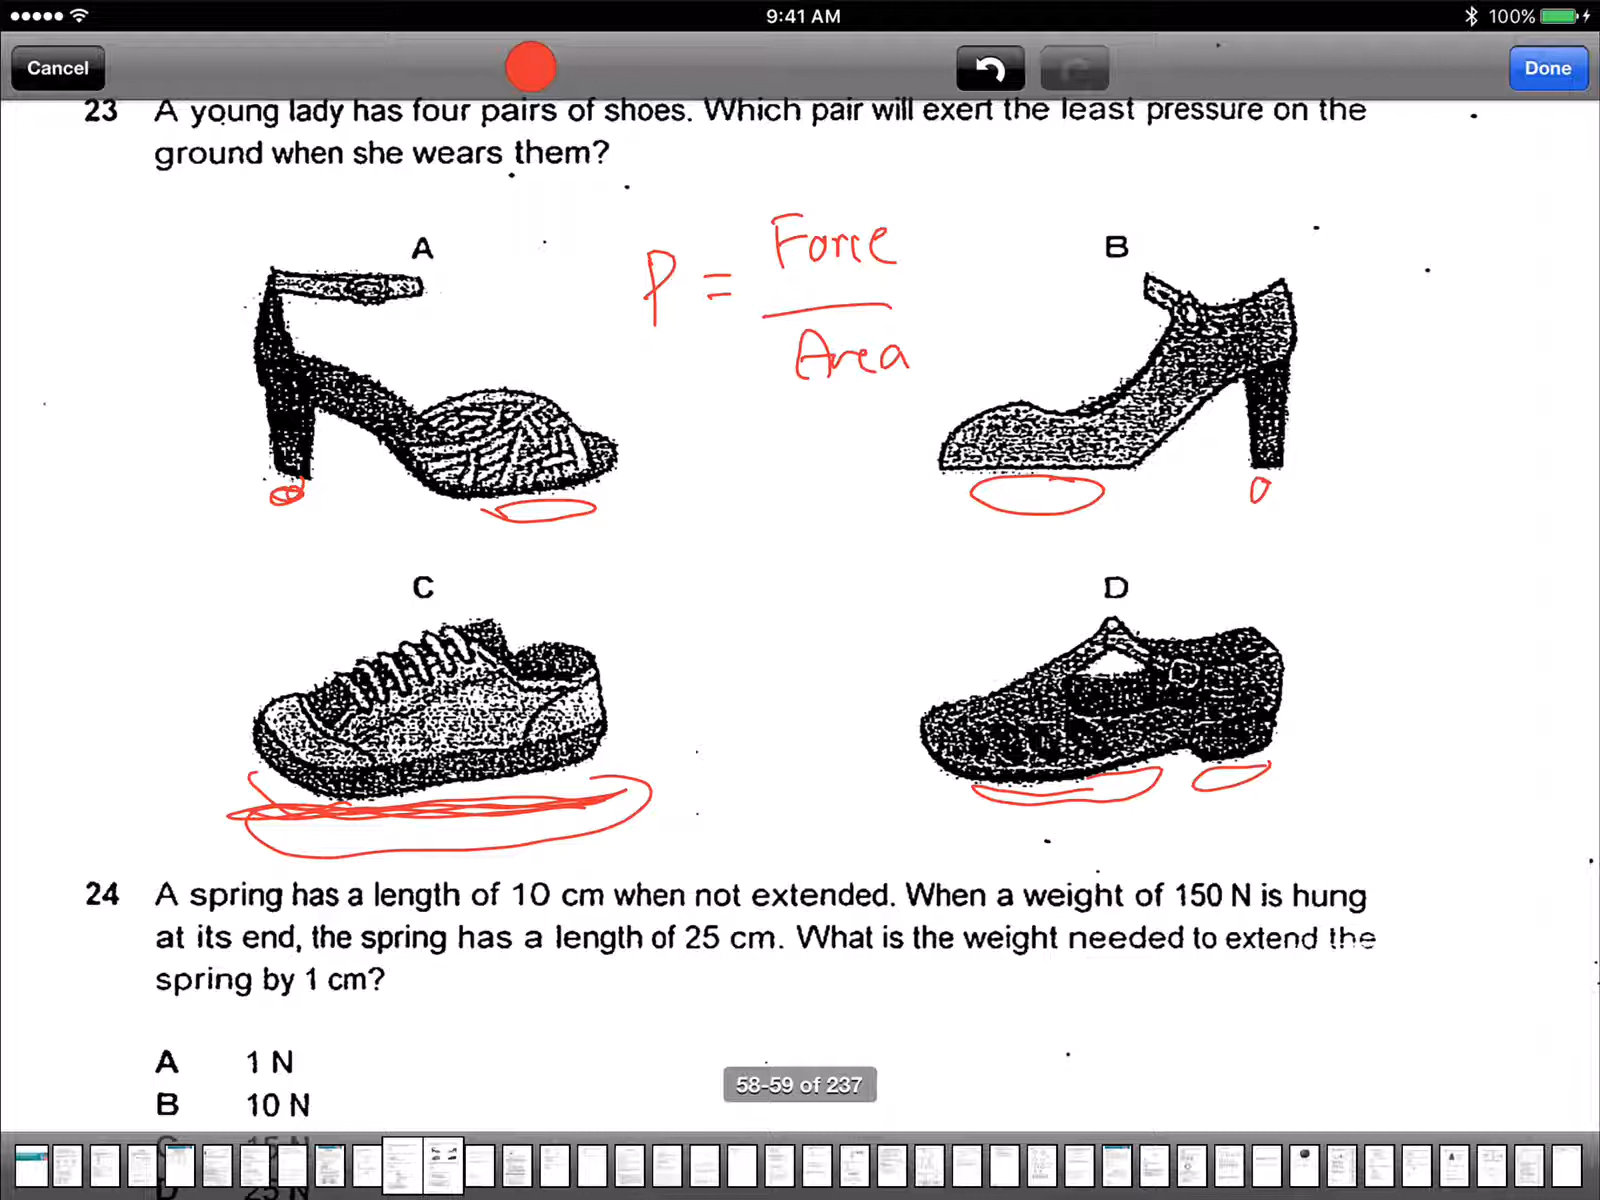 9:41 AM
100%
Cancel
Done
23 A young lady has four pairs of shoes. Which pair will exert the least pressure on the
ground when she wears them?
A
B
P = Force
Area
C
D
24 A spring has a length of 10 cm when not extended. When a weight of 150 N is hung
at its end, the spring has a length of 25 cm. What is the weight needed to extend the
spring by 1 cm?
A 1 N
B 10 N
58-59 of 237
C 15 N
D 25 N